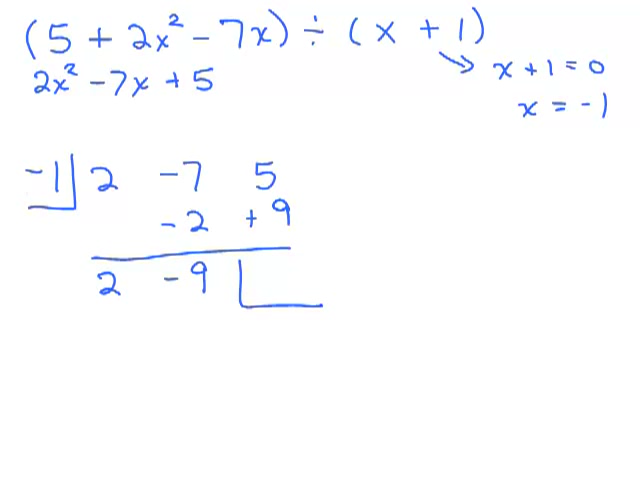 (5 + 2x² - 7x) ÷ (x + 1)
2x² - 7x + 5
x + 1 = 0
x = -1
-1 2 -7 5
-2 + 9
2 -9